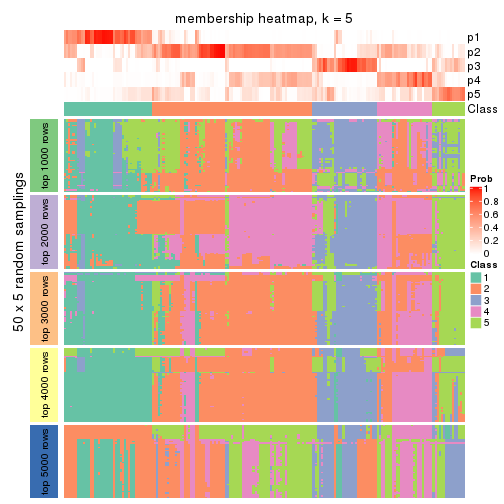 membership heatmap, k = 5
p1
p2
p3
p4
p5
Class
50 x 5 random samplings
top 1000 rows
top 2000 rows
top 3000 rows
top 4000 rows
top 5000 rows
Prob
1
0.8
0.6
0.4
0.2
0
Class
1
2
3
4
5